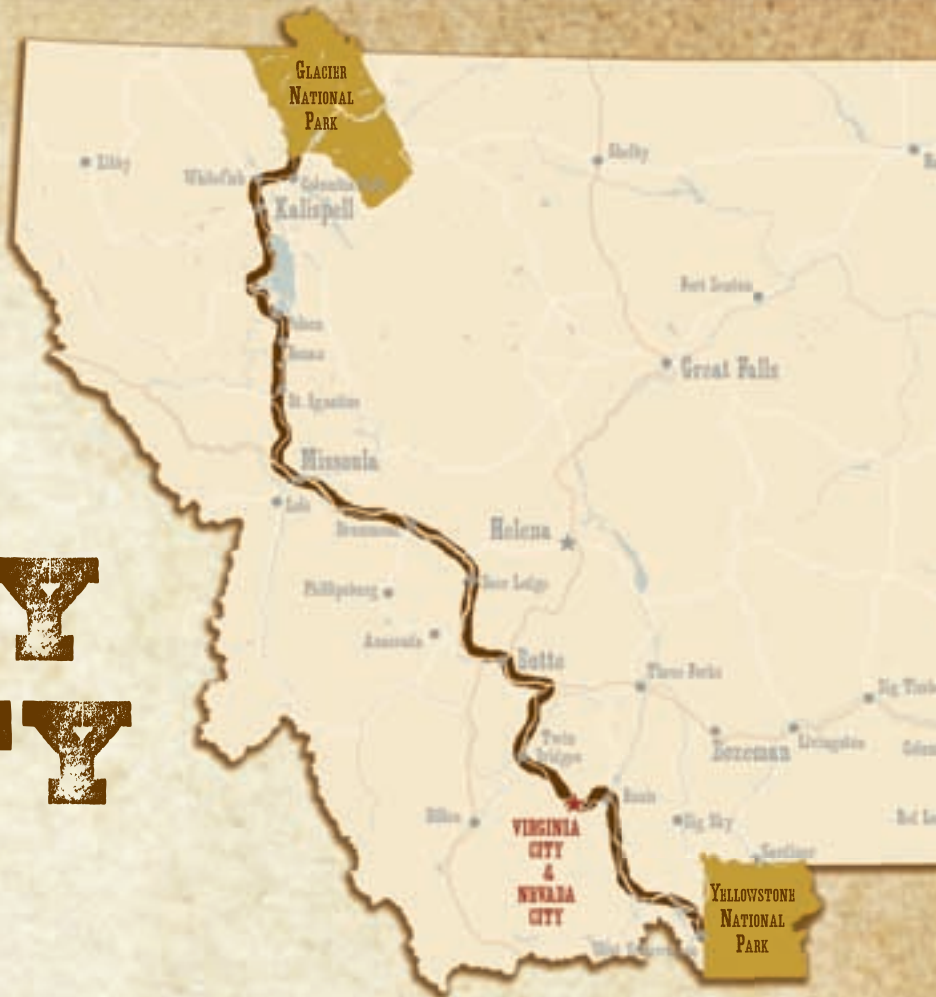 GLACIER
NATIONAL
PARK
Libby
Shelby
Whitefish
Kalispell
Fort Benton
Polson
Great Falls
St. Ignatius
Missoula
Lolo
Drummond
Helena
Deer Lodge
Philipsburg
Anaconda
Butte
Three Forks
Twin
Bridges
Bozeman
Livingston
Dillon
Ennis
Big Sky
Gardiner
VIRGINIA
CITY
&
NEVADA
CITY
YELLOWSTONE
NATIONAL
PARK
Y
Y